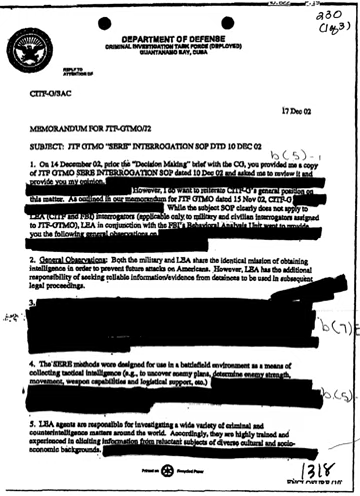 230
(1 of 3)
DEPARTMENT OF DEFENSE
CRIMINAL INVESTIGATION TASK FORCE (DEPLOYED)
GUANTANAMO BAY, CUBA
REPLY TO
ATTENTION OF
CITF-G/SAC
17 Dec 02
MEMORANDUM FOR JTF-GTMO/J2
SUBJECT: JTF GTMO "SERE" INTERROGATION SOP DTD 10 DEC 02
b(5)-1
1. On 14 December 02, prior the "Decision Making" brief with the CG, you provided me a copy
of JTF GTMO SERE INTERROGATION SOP dated 10 Dec 02 and asked me to review it and
provide you my opinion.
However, I do want to reiterate CITF-G's general position on
this matter. As outlined in our memorandum for JTF GTMO dated 15 Nov 02, CITF-G
While the subject SOP clearly does not apply to
LEA (CITF and FBI) interrogators (applicable only to military and civilian interrogators assigned
to JTF-GTMO), LEA in conjunction with the FBI's Behavioral Analysis Unit want to provide
you the following general observations
2. General Observations: Both the military and LEA share the identical mission of obtaining
intelligence in order to prevent future attacks on Americans. However, LEA has the additional
responsibility of seeking reliable information/evidence from detainees to be used in subsequent
legal proceedings.
3.
b(7)E
4. The SERE methods were designed for use in a battlefield environment as a means of
collecting tactical intelligence (e.g., to uncover enemy plans, determine enemy strength,
movement, weapon capabilities and logistical support, etc.)
b(5)-
5. LEA agents are responsible for investigating a wide variety of criminal and
counterintelligence matters around the world. Accordingly, they are highly trained and
experienced in eliciting information from reluctant subjects of diverse cultural and socio-
economic backgrounds.
Printed on Recycled Paper
1318